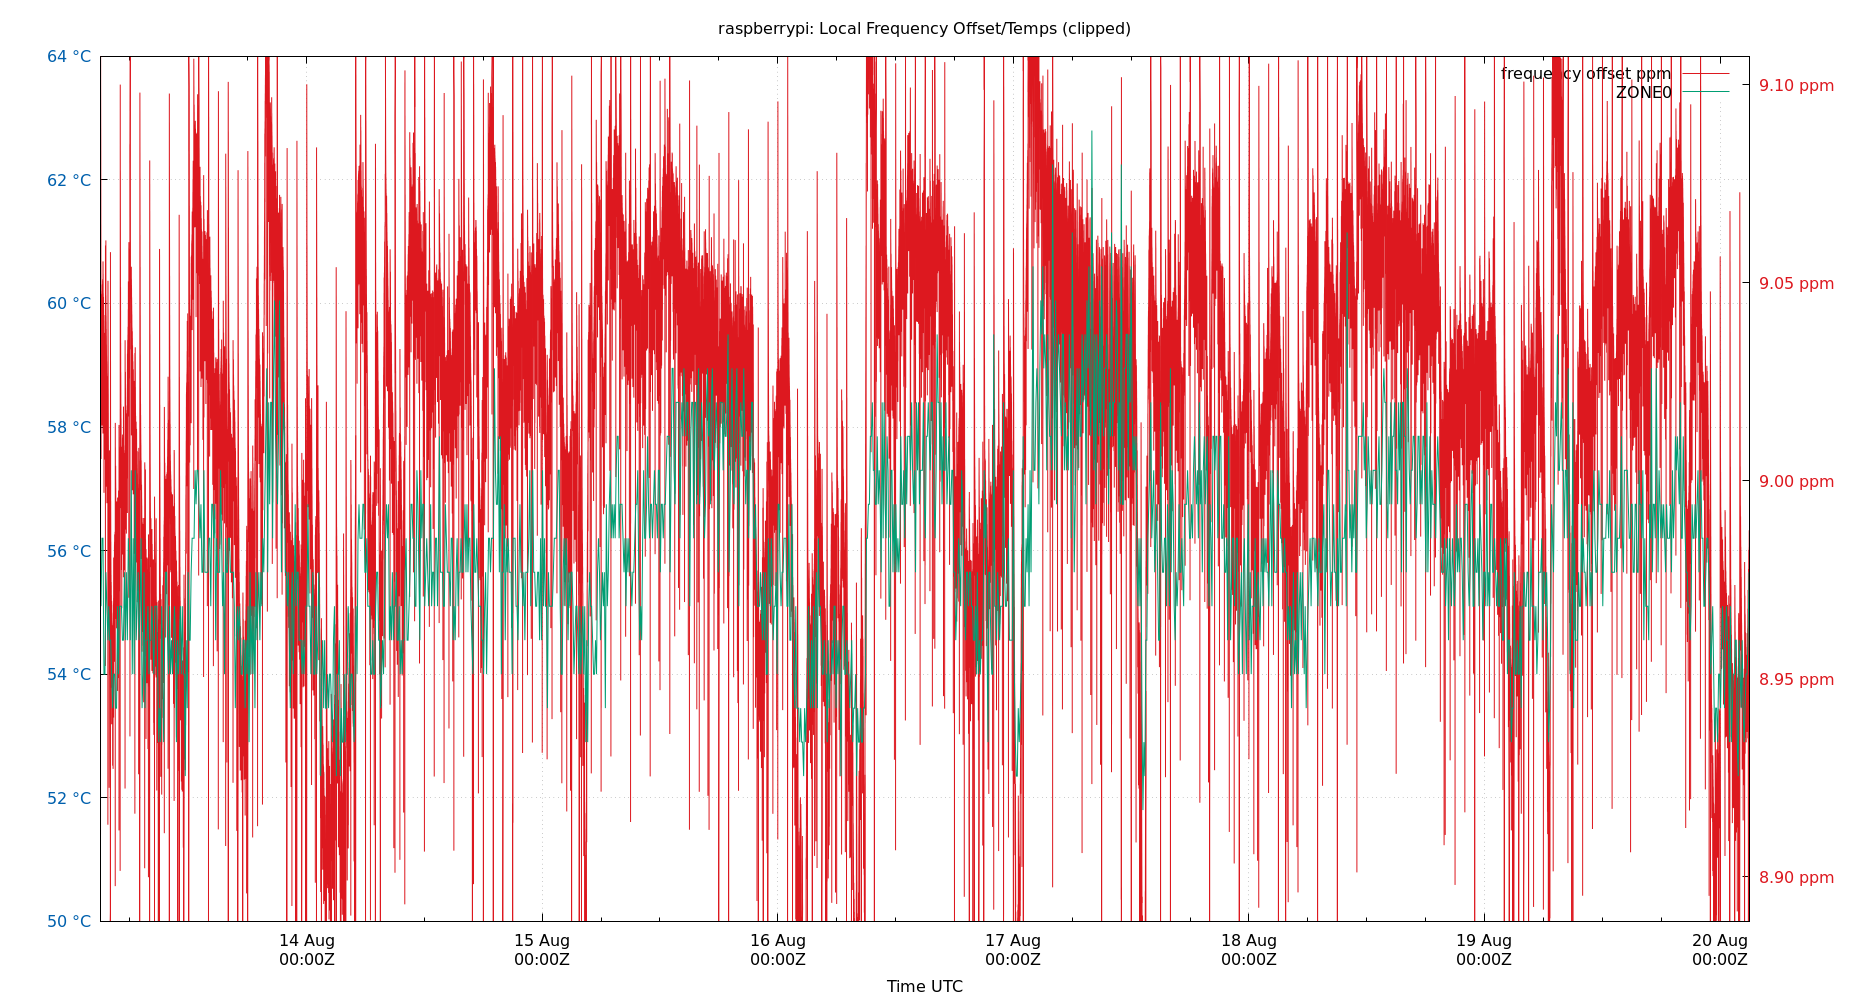 raspberrypi: Local Frequency Offset/Temps (clipped)
64 °C
62 °C
60 °C
58 °C
56 °C
54 °C
52 °C
50 °C
frequency offset ppm
ZONE0
9.10 ppm
9.05 ppm
9.00 ppm
8.95 ppm
8.90 ppm
14 Aug
00:00Z
15 Aug
00:00Z
16 Aug
00:00Z
17 Aug
00:00Z
18 Aug
00:00Z
19 Aug
00:00Z
20 Aug
00:00Z
Time UTC